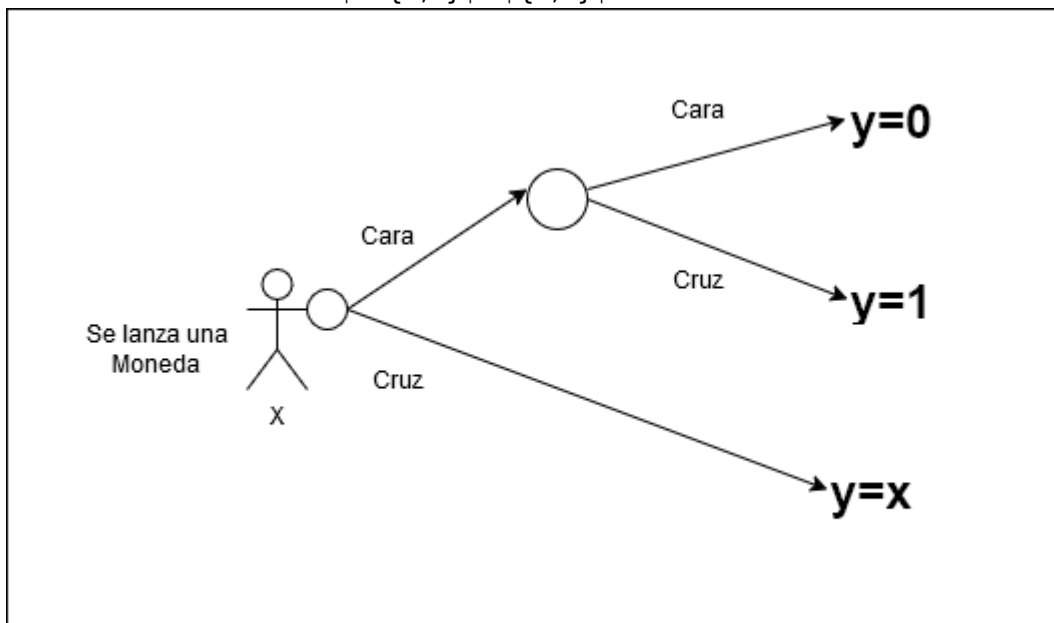 Cara
y=0
Cara
Cruz
y=1
Se lanza una
Moneda
Cruz
X
y=x